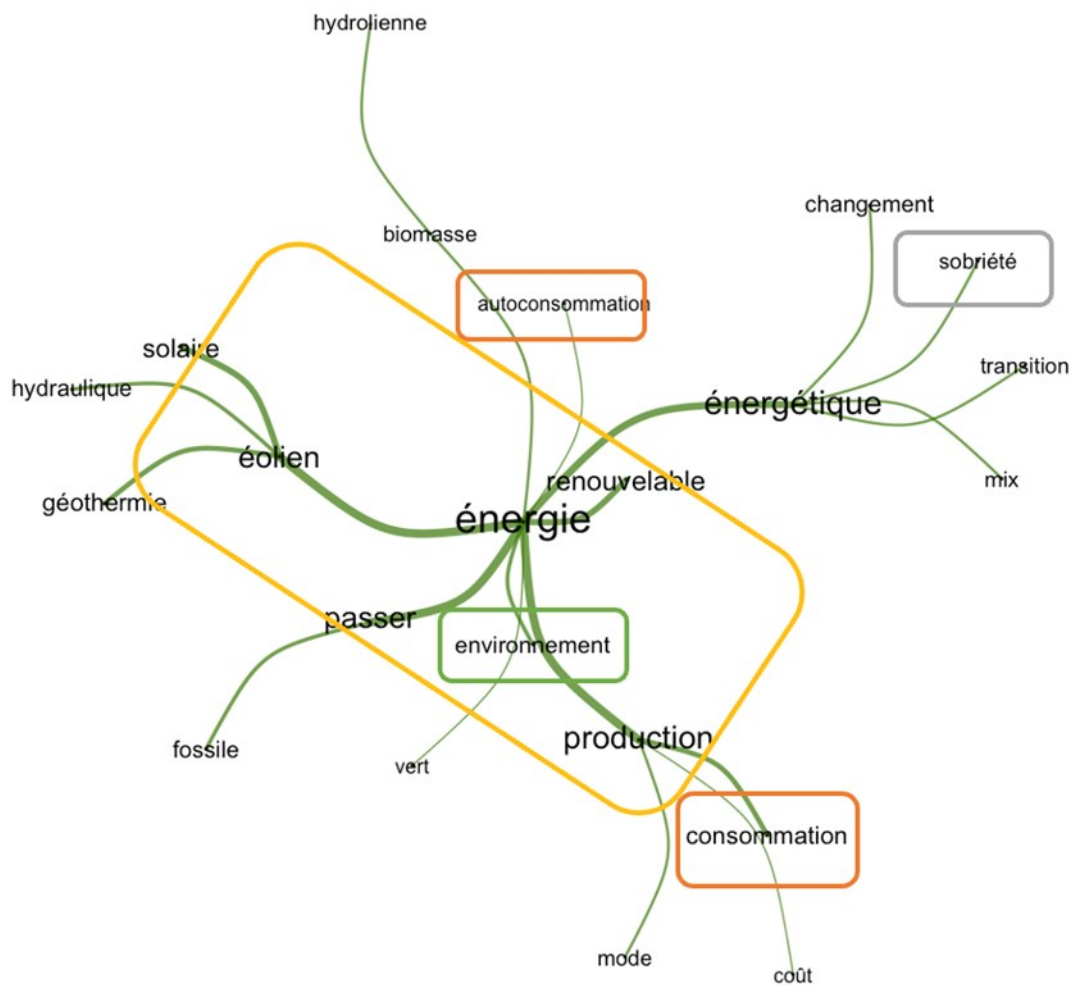 hydrolienne
changement
biomasse
sobriété
autoconsommation
solaire
transition
hydraulique
énergétique
éolien
renouvelable
mix
géothermie
énergie
passer
environnement
production
fossile
vert
consommation
mode
coût